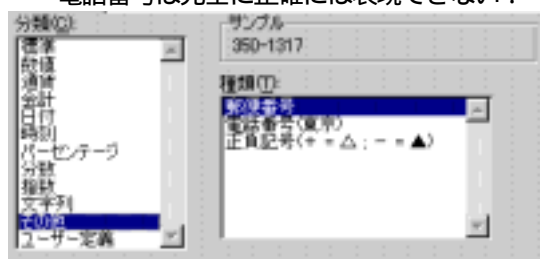 電話番号は完全に正確には表現できない！
分類(C):
標準
数値
通貨
会計
日付
時刻
パーセンテージ
分数
指数
文字列
その他
ユーザー定義
サンプル
350-1317
種類(T):
郵便番号
電話番号(東京)
正負記号(+ = △ ; - = ▲)